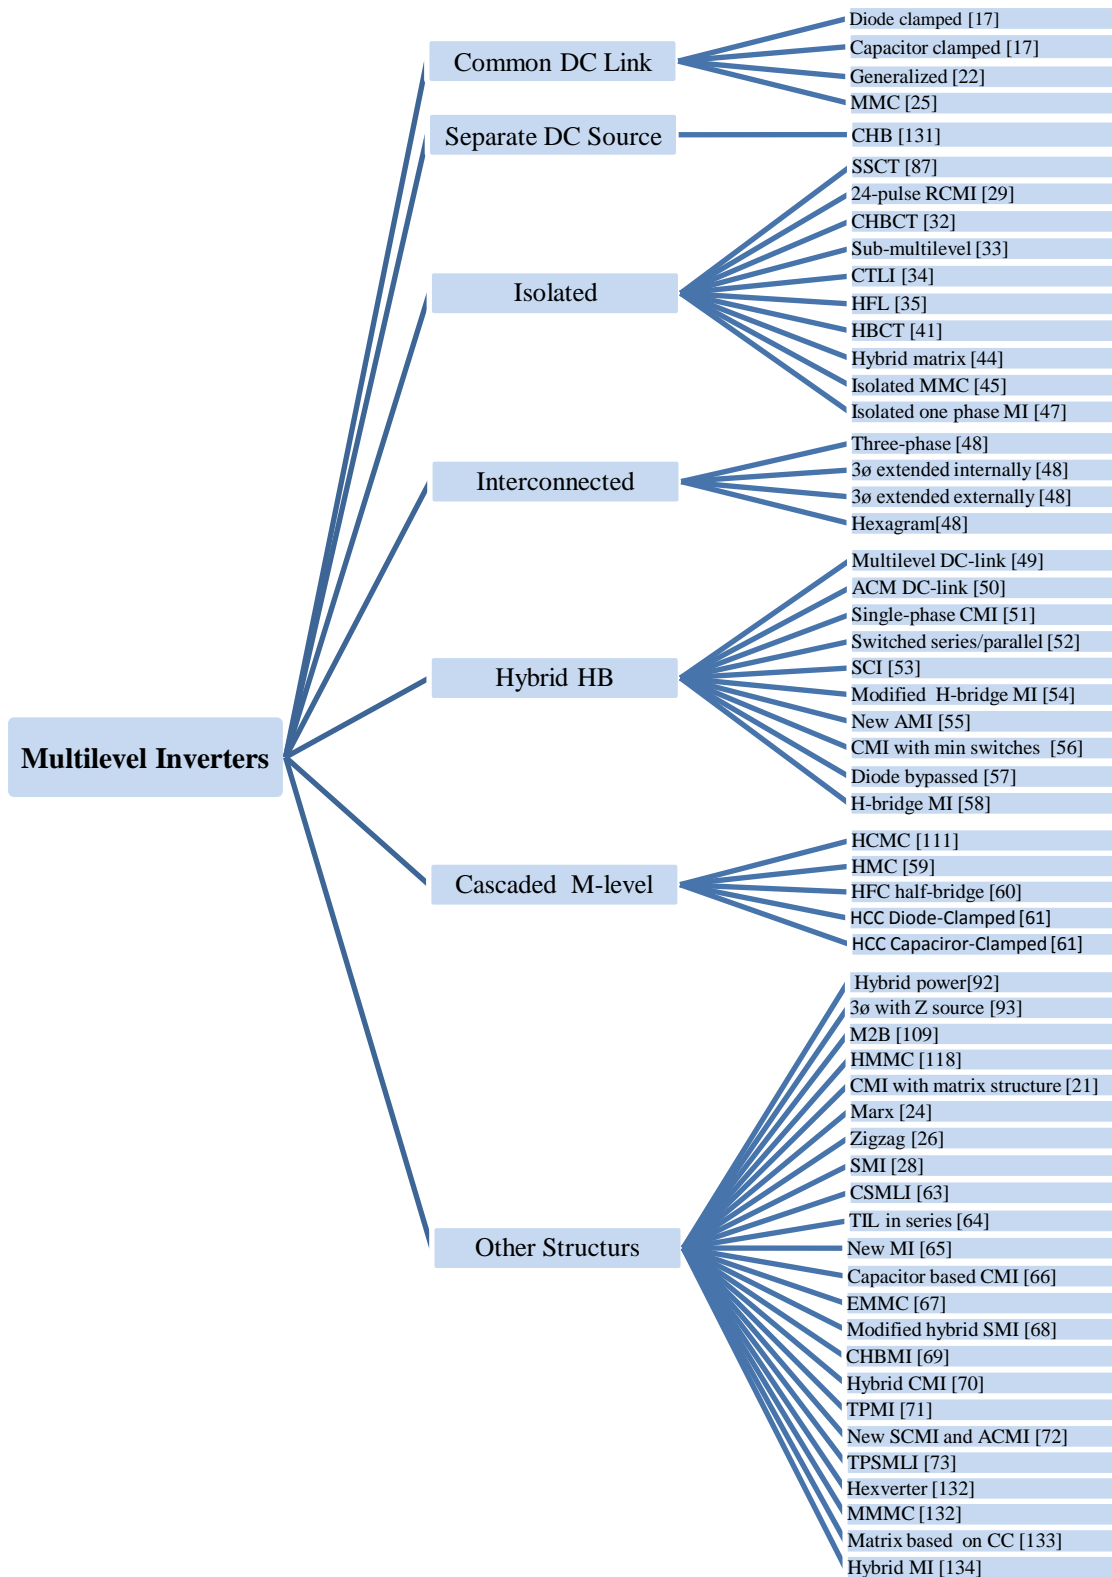 Multilevel Inverters
Common DC Link
Diode clamped [17]
Capacitor clamped [17]
Generalized [22]
MMC [25]
Separate DC Source
CHB [131]
Isolated
SSCT [87]
24-pulse RCMI [29]
CHBCT [32]
Sub-multilevel [33]
CTLI [34]
HFL [35]
HBCT [41]
Hybrid matrix [44]
Isolated MMC [45]
Isolated one phase MI [47]
Interconnected
Three-phase [48]
3ø extended internally [48]
3ø extended externally [48]
Hexagram[48]
Hybrid HB
Multilevel DC-link [49]
ACM DC-link [50]
Single-phase CMI [51]
Switched series/parallel [52]
SCI [53]
Modified H-bridge MI [54]
New AMI [55]
CMI with min switches [56]
Diode bypassed [57]
H-bridge MI [58]
Cascaded M-level
HCMC [111]
HMC [59]
HFC half-bridge [60]
HCC Diode-Clamped [61]
HCC Capaciror-Clamped [61]
Other Structurs
Hybrid power[92]
3ø with Z source [93]
M2B [109]
HMMC [118]
CMI with matrix structure [21]
Marx [24]
Zigzag [26]
SMI [28]
CSMLI [63]
TIL in series [64]
New MI [65]
Capacitor based CMI [66]
EMMC [67]
Modified hybrid SMI [68]
CHBMI [69]
Hybrid CMI [70]
TPMI [71]
New SCMI and ACMI [72]
TPSMLI [73]
Hexverter [132]
MMMC [132]
Matrix based on CC [133]
Hybrid MI [134]